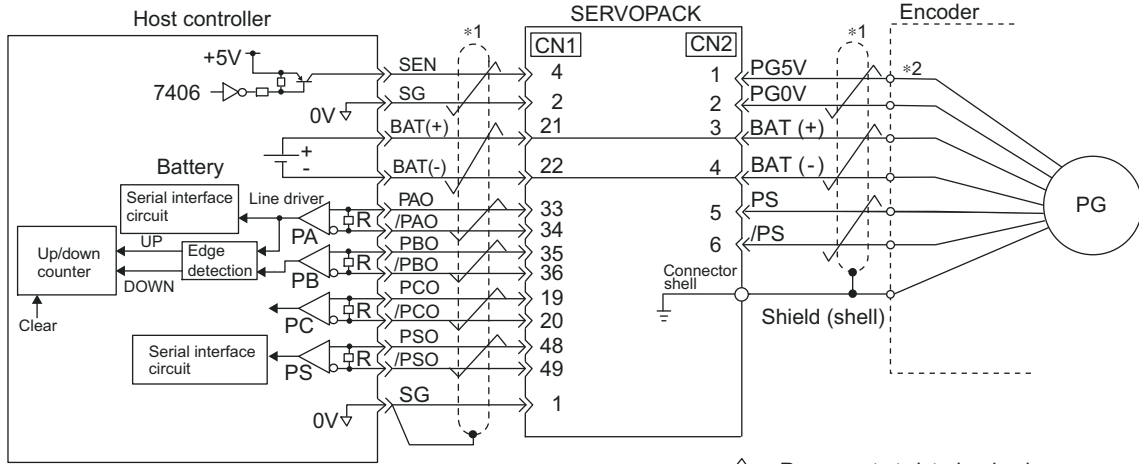 Host controller
SERVOPACK
Encoder
*1
*1
CN1
CN2
+5V
SEN
4
1
PG5V
*2
7406
SG
2
2
PG0V
0V
BAT(+)
21
3
BAT (+)
+
-
BAT(-)
22
4
BAT (-)
Battery
Serial interface
circuit
Line driver
PA
PAO
R
/PAO
33
34
5
PS
6
/PS
PG
Up/down
counter
UP
DOWN
Edge
detection
PB
PBO
R
/PBO
35
36
Clear
PC
PCO
R
/PCO
19
20
Connector
shell
Shield (shell)
Serial interface
circuit
PS
PSO
R
/PSO
48
49
0V
SG
1